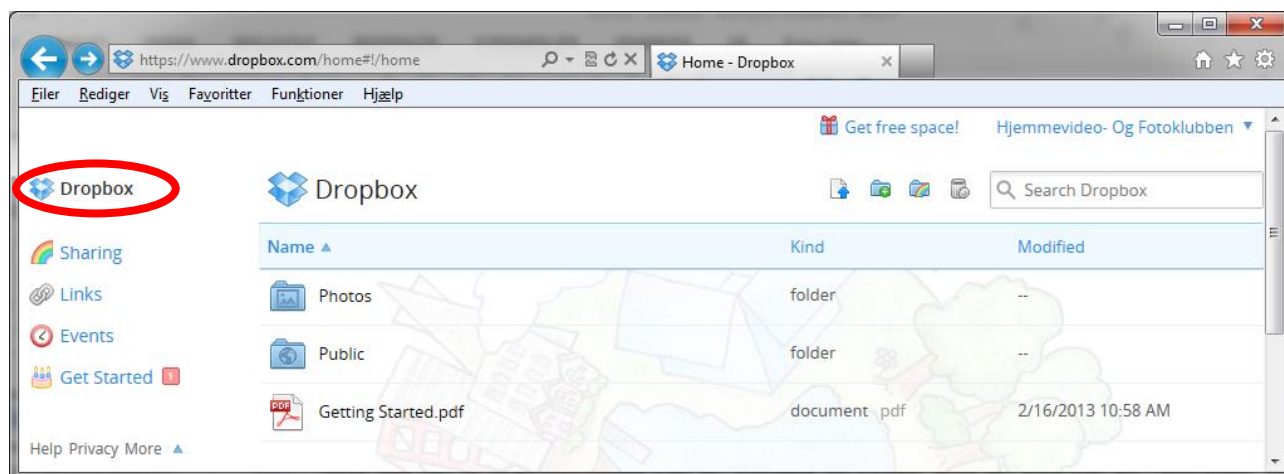 https://www.dropbox.com/home#!/home
Home - Dropbox
Filer Rediger Vis Favoritter Funktioner Hjælp
Get free space! Hjemmevideo- Og Fotoklubben
Dropbox
Dropbox
Search Dropbox
Sharing
Links
Events
Get Started 1
Help Privacy More
Name Kind Modified
Photos folder --
Public folder --
PDF Getting Started.pdf document pdf 2/16/2013 10:58 AM